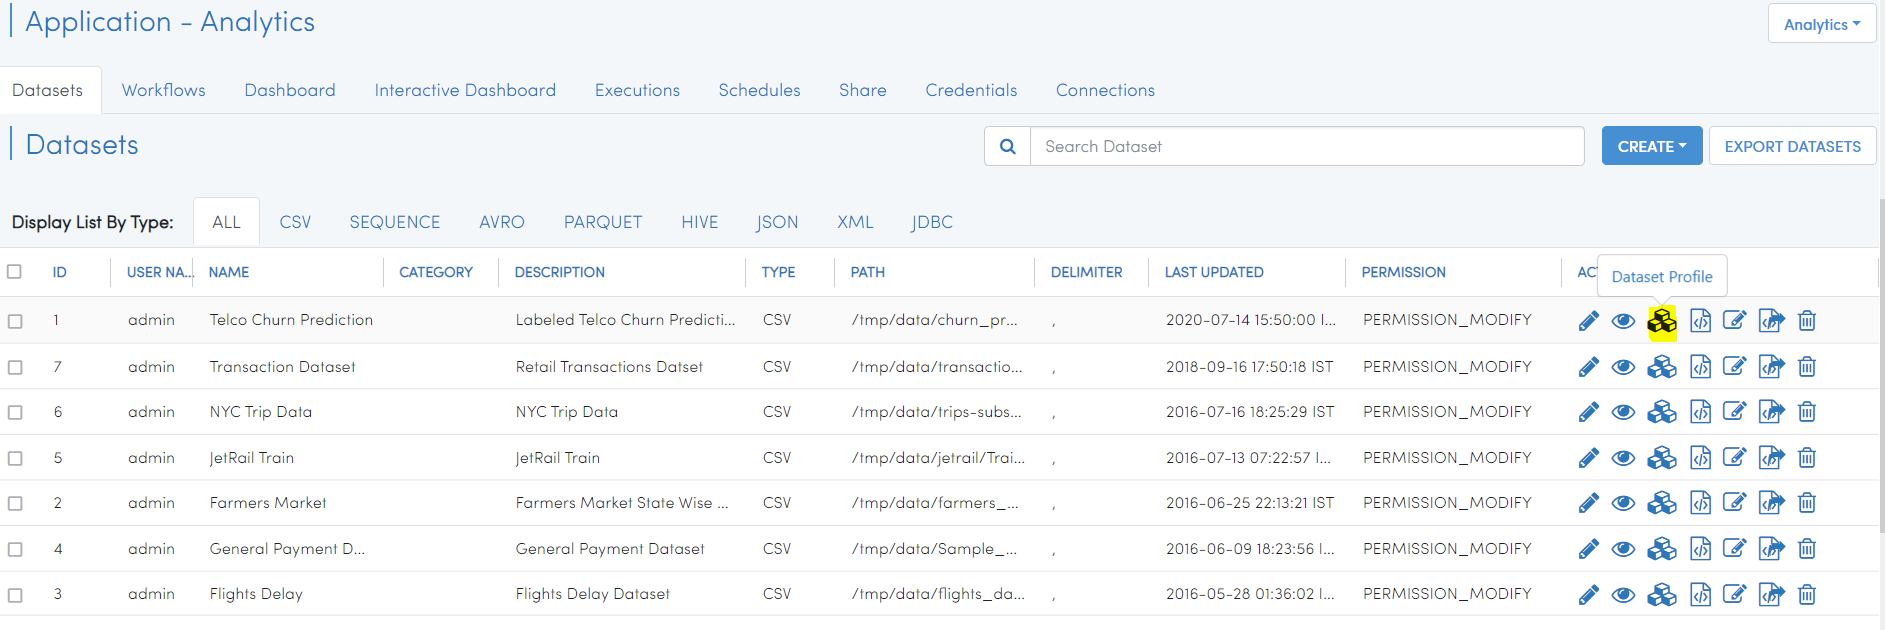 Application - Analytics
Analytics
Datasets Workflows Dashboard Interactive Dashboard Executions Schedules Share Credentials Connections
Datasets
Search Dataset
CREATE
EXPORT DATASETS
Display List By Type: ALL CSV SEQUENCE AVRO PARQUET HIVE JSON XML JDBC
ID USER NA... NAME CATEGORY DESCRIPTION TYPE PATH DELIMITER LAST UPDATED PERMISSION AC
Dataset Profile
1 admin Telco Churn Prediction Labeled Telco Churn Predicti... CSV /tmp/data/churn_pr... , 2020-07-14 15:50:00 I... PERMISSION_MODIFY
7 admin Transaction Dataset Retail Transactions Datset CSV /tmp/data/transactio... , 2018-09-16 17:50:18 IST PERMISSION_MODIFY
6 admin NYC Trip Data NYC Trip Data CSV /tmp/data/trips-subs... , 2016-07-16 18:25:29 IST PERMISSION_MODIFY
5 admin JetRail Train JetRail Train CSV /tmp/data/jetrail/Trai... , 2016-07-13 07:22:57 I... PERMISSION_MODIFY
2 admin Farmers Market Farmers Market State Wise ... CSV /tmp/data/farmers_... , 2016-06-25 22:13:21 IST PERMISSION_MODIFY
4 admin General Payment D... General Payment Dataset CSV /tmp/data/Sample_... , 2016-06-09 18:23:56 I... PERMISSION_MODIFY
3 admin Flights Delay Flights Delay Dataset CSV /tmp/data/flights_da... , 2016-05-28 01:36:02 I... PERMISSION_MODIFY